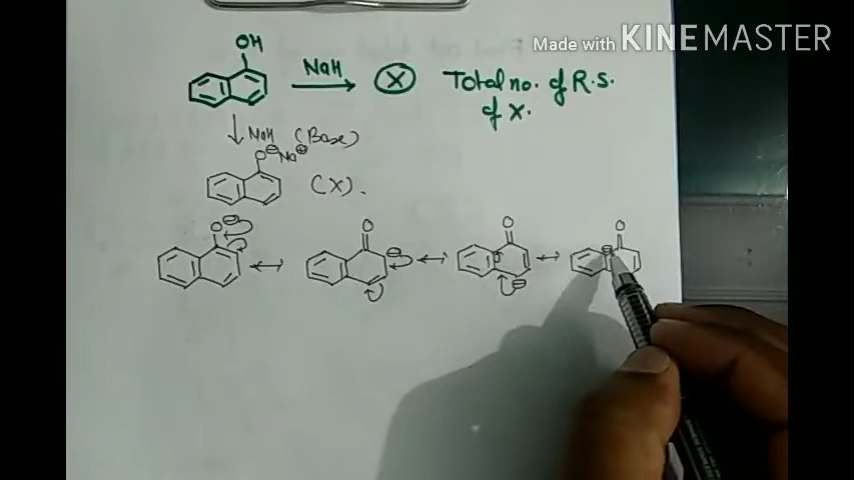 Made with KINEMASTER
OH
NaH
X
Total no. of R.S.
of X.
NaH (Base)
O⊖ Na⊕
(X).
O⊖
O
⊖
O
⊖
O
⊖